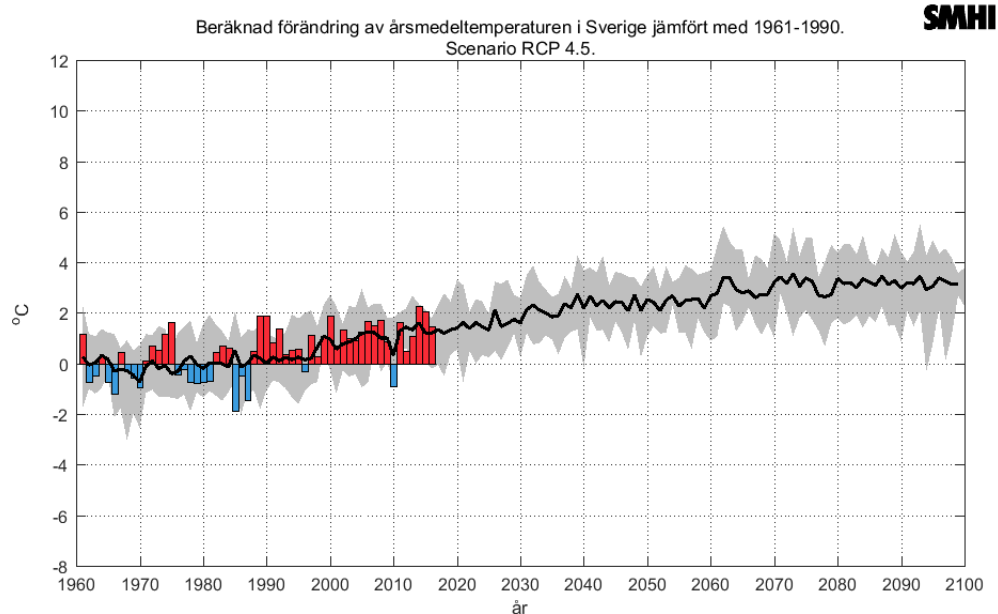 SMHI
Beräknad förändring av årsmedeltemperaturen i Sverige jämfört med 1961-1990.
Scenario RCP 4.5.
12
10
8
6
4
2
0
-2
-4
-6
-8
°C
1960 1970 1980 1990 2000 2010 2020 2030 2040 2050 2060 2070 2080 2090 2100
år